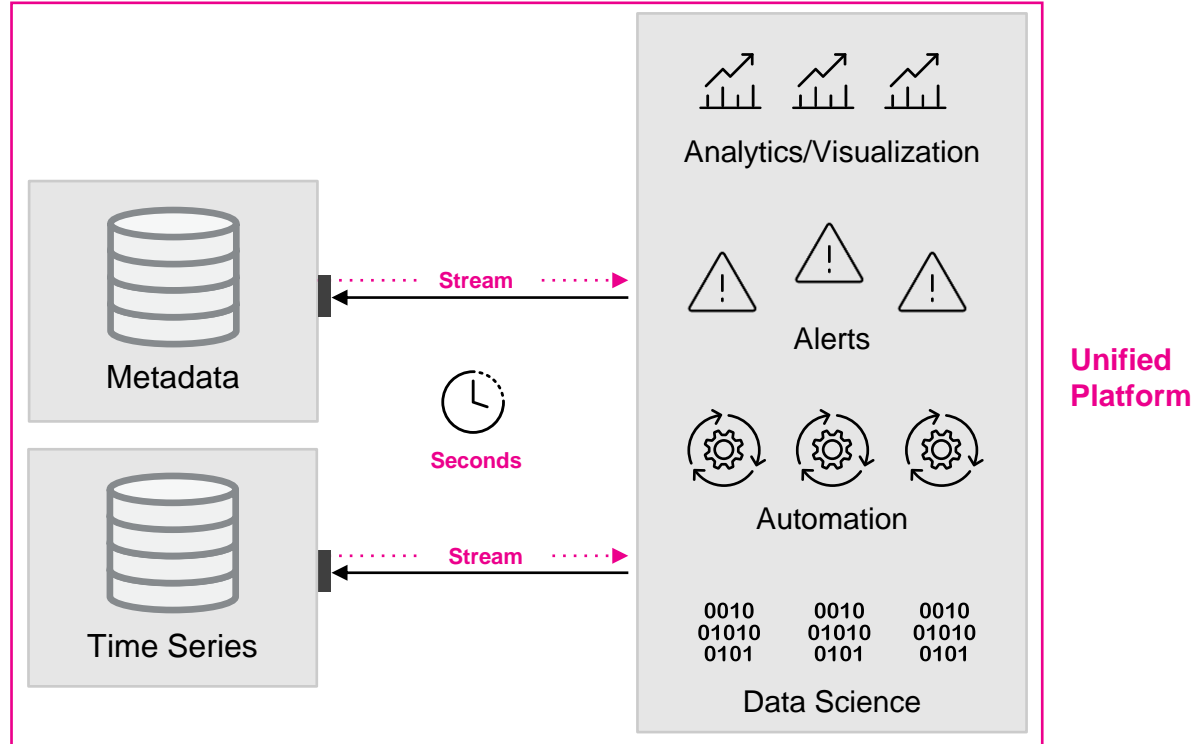 Analytics/Visualization
Stream
Alerts
Metadata
Unified
Platform
Seconds
Automation
Stream
Time Series
0010 0010 0010
01010 01010 01010
0101 0101 0101
Data Science